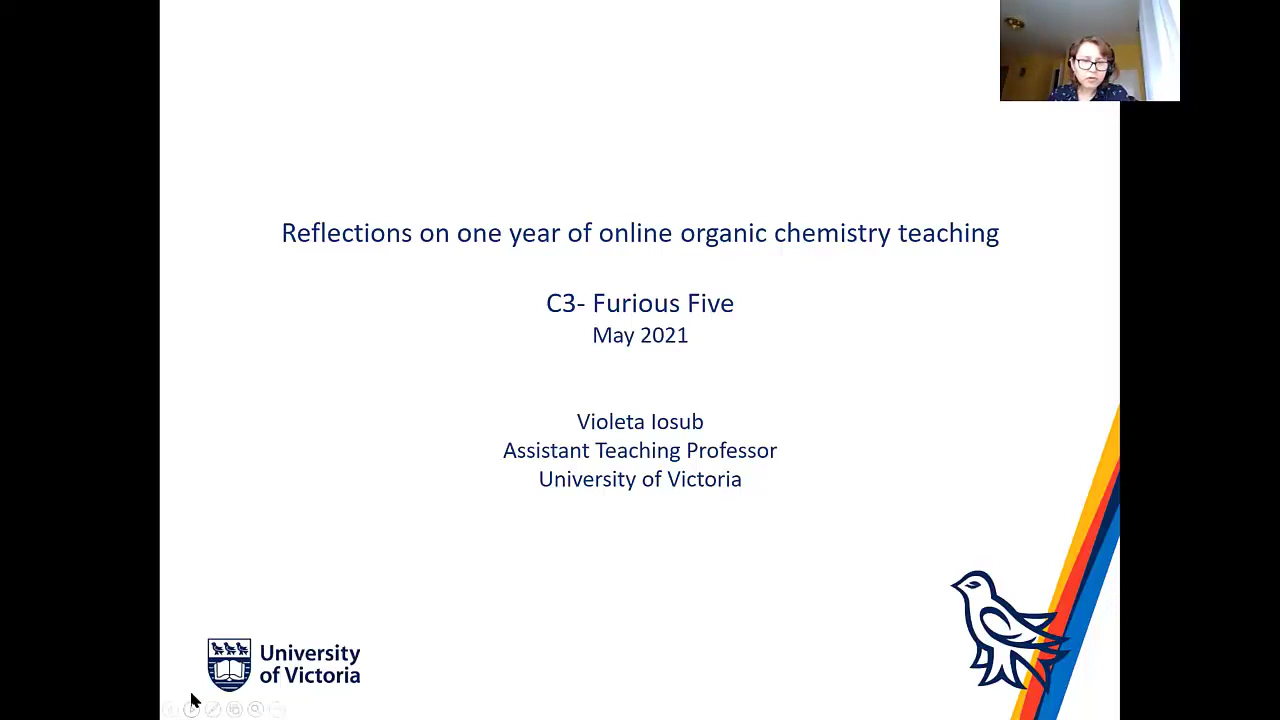 Reflections on one year of online organic chemistry teaching
C3- Furious Five
May 2021
Violeta Iosub
Assistant Teaching Professor
University of Victoria
University
of Victoria